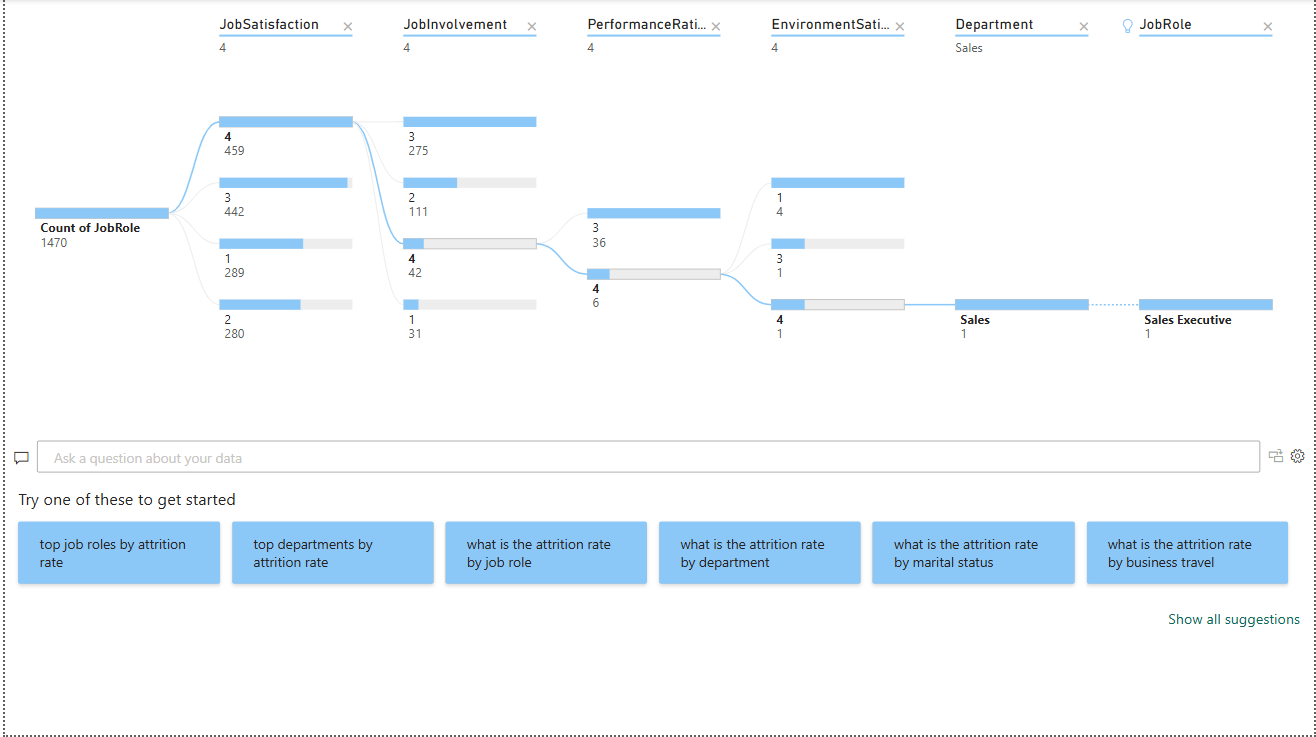 JobSatisfaction
4
JobInvolvement
4
PerformanceRati...
4
EnvironmentSati...
4
Department
Sales
JobRole
Count of JobRole
1470
4
459
3
442
1
289
2
280
3
275
2
111
4
42
1
31
3
36
4
6
1
4
3
1
4
1
Sales
1
Sales Executive
1
Ask a question about your data
Try one of these to get started
top job roles by attrition
rate
top departments by
attrition rate
what is the attrition rate
by job role
what is the attrition rate
by department
what is the attrition rate
by marital status
what is the attrition rate
by business travel
Show all suggestions